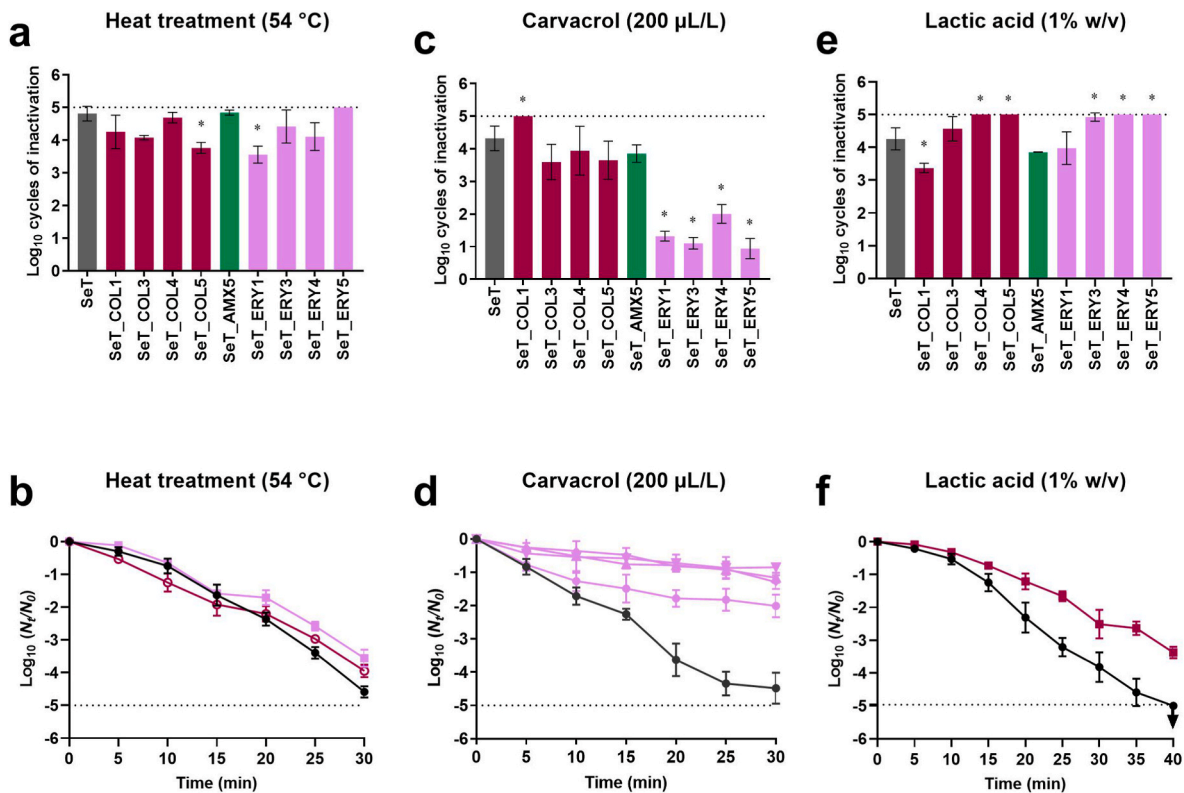 a
Heat treatment (54 °C)
Log10 cycles of inactivation
6
5
4
3
2
1
0
SeT
SeT_COL1
SeT_COL3
SeT_COL4
SeT_COL5
SeT_AMX5
SeT_ERY1
SeT_ERY3
SeT_ERY4
SeT_ERY5
*
*
c
Carvacrol (200 µL/L)
Log10 cycles of inactivation
6
5
4
3
2
1
0
SeT
SeT_COL1
SeT_COL3
SeT_COL4
SeT_COL5
SeT_AMX5
SeT_ERY1
SeT_ERY3
SeT_ERY4
SeT_ERY5
*
*
*
*
*
e
Lactic acid (1% w/v)
Log10 cycles of inactivation
6
5
4
3
2
1
0
SeT
SeT_COL1
SeT_COL3
SeT_COL4
SeT_COL5
SeT_AMX5
SeT_ERY1
SeT_ERY3
SeT_ERY4
SeT_ERY5
*
*
*
*
*
*
b
Heat treatment (54 °C)
Log10 (Nt/N0)
0
-1
-2
-3
-4
-5
-6
0 5 10 15 20 25 30
Time (min)
d
Carvacrol (200 µL/L)
Log10 (Nt/N0)
0
-1
-2
-3
-4
-5
-6
0 5 10 15 20 25 30
Time (min)
f
Lactic acid (1% w/v)
Log10 (Nt/N0)
0
-1
-2
-3
-4
-5
-6
0 5 10 15 20 25 30 35 40
Time (min)